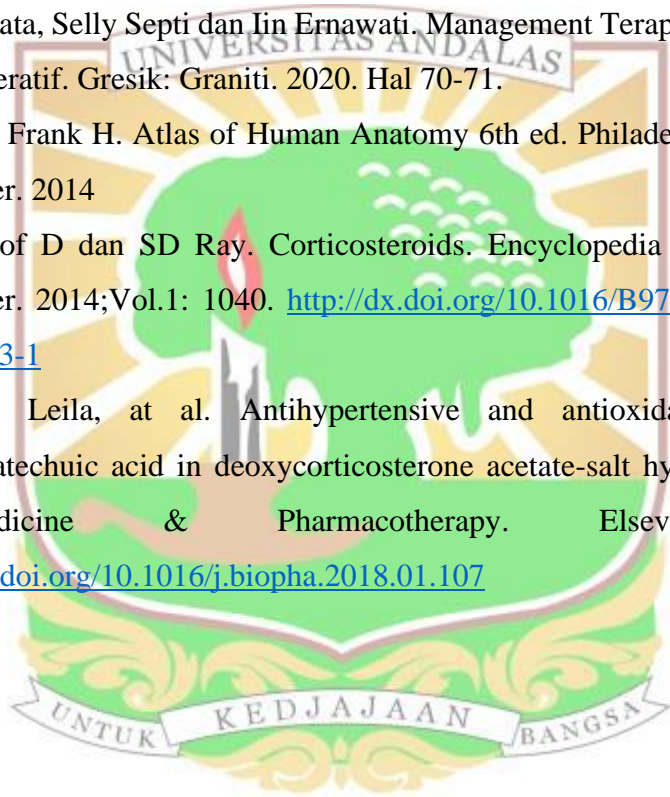 ata, Selly Septi dan Iin Ernawati. Management Terap
UNIVERSITAS ANDALAS
eratif. Gresik: Graniti. 2020. Hal 70-71.
Frank H. Atlas of Human Anatomy 6th ed. Philade
er. 2014
of D dan SD Ray. Corticosteroids. Encyclopedia
er. 2014;Vol.1: 1040. http://dx.doi.org/10.1016/B97
3-1
Leila, at al. Antihypertensive and antioxida
atechuic acid in deoxycorticosterone acetate-salt hy
dicine & Pharmacotherapy. Elsev
doi.org/10.1016/j.biopha.2018.01.107
UNTUK KEDJAJAAN BANGSA